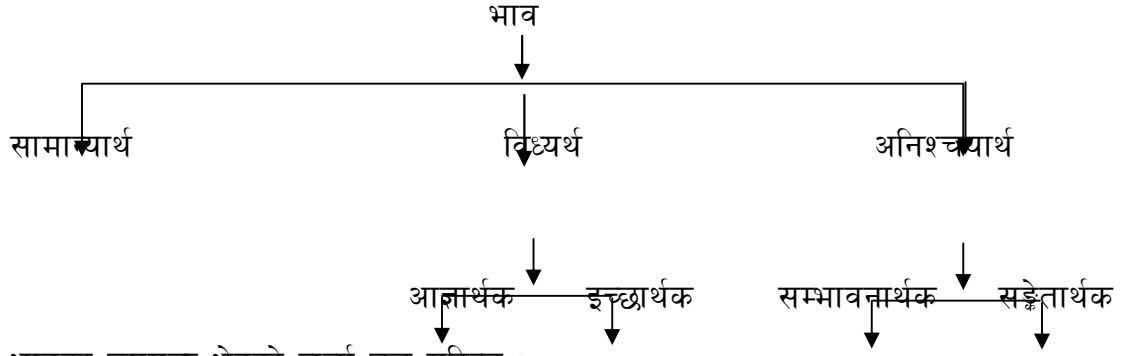 भाव
सामान्यार्थ विध्यर्थ अनिश्चयार्थ
आज्ञार्थक इच्छार्थक सम्भावनार्थक सङ्केतार्थक